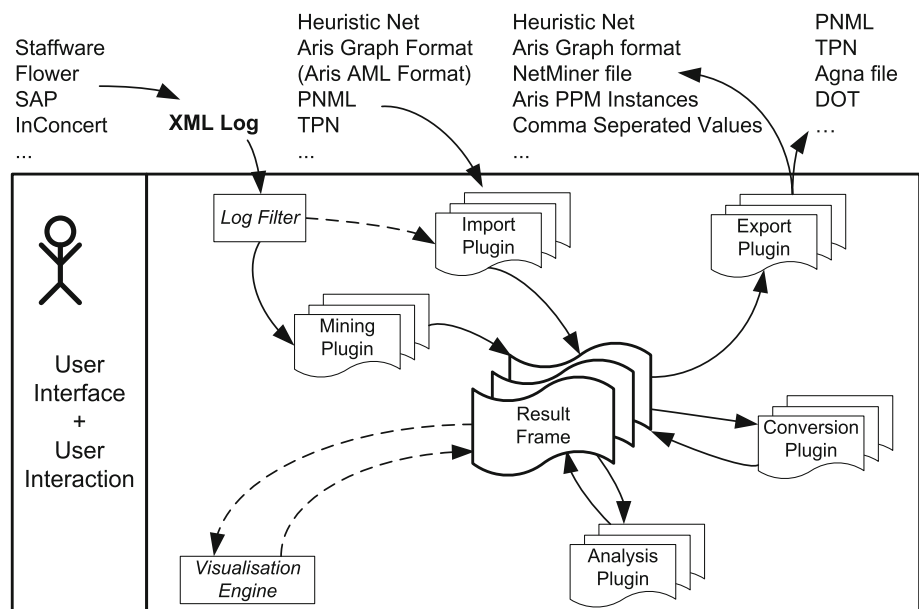 Staffware
Flower
SAP
InConcert
...
XML Log
Heuristic Net
Aris Graph Format
(Aris AML Format)
PNML
TPN
...
Heuristic Net
Aris Graph format
NetMiner file
Aris PPM Instances
Comma Seperated Values
...
PNML
TPN
Agna file
DOT
...
User
Interface
+
User
Interaction
Log Filter
Import
Plugin
Export
Plugin
Mining
Plugin
Result
Frame
Conversion
Plugin
Visualisation
Engine
Analysis
Plugin